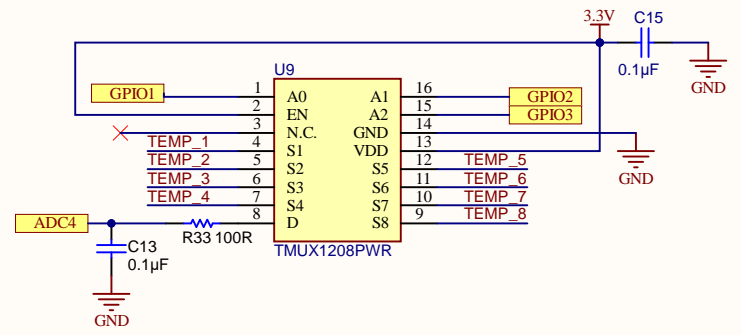 3.3V
C15
0.1µF
GND
U9
GPIO1 1 A0 A1 16 GPIO2
2 EN A2 15 GPIO3
3 N.C. GND 14
GND
TEMP_1 4 S1 VDD 13
TEMP_2 5 S2 S5 12 TEMP_5
TEMP_3 6 S3 S6 11 TEMP_6
TEMP_4 7 S4 S7 10 TEMP_7
ADC4 8 D S8 9 TEMP_8
R33 100R
TMUX1208PWR
C13
0.1µF
GND